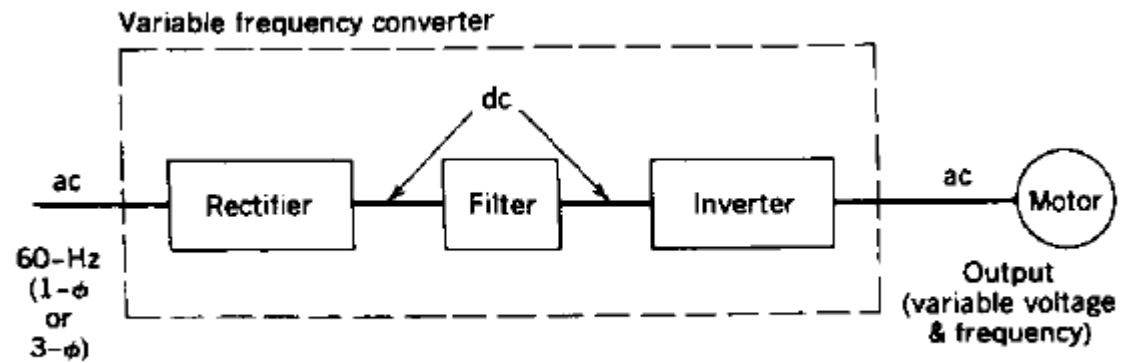 Variable frequency converter
dc
ac
Rectifier
Filter
Inverter
ac
Motor
60-Hz
(1-ϕ
or
3-ϕ)
Output
(variable voltage
& frequency)